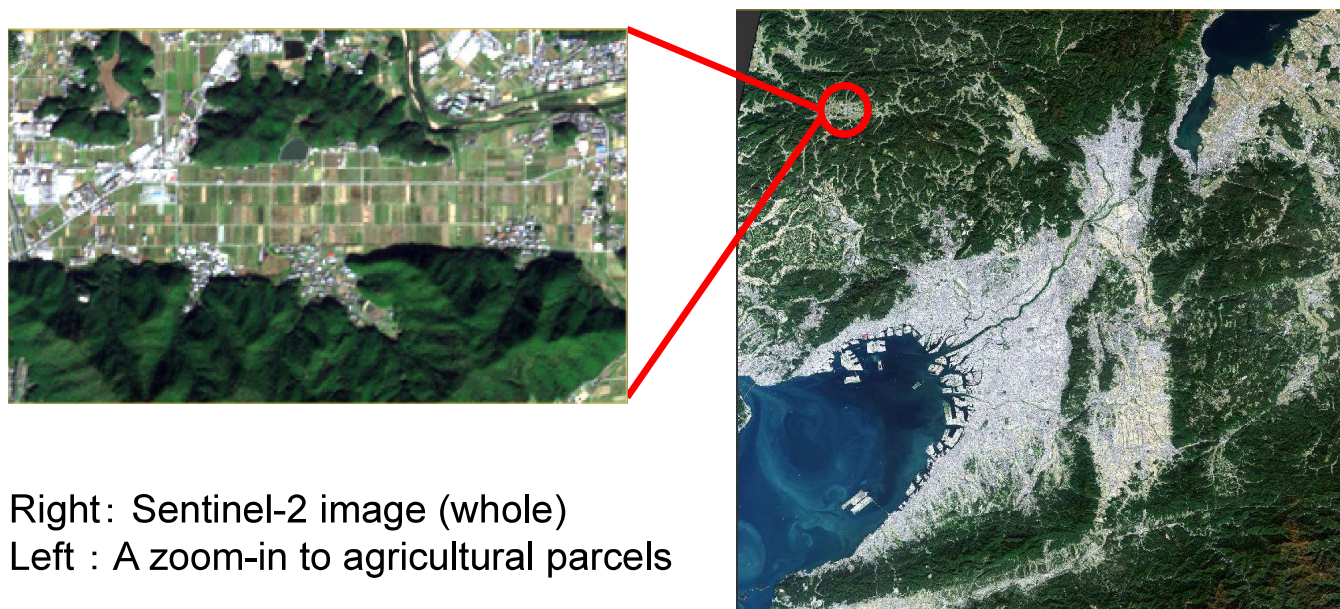 Right: Sentinel-2 image (whole)
Left : A zoom-in to agricultural parcels